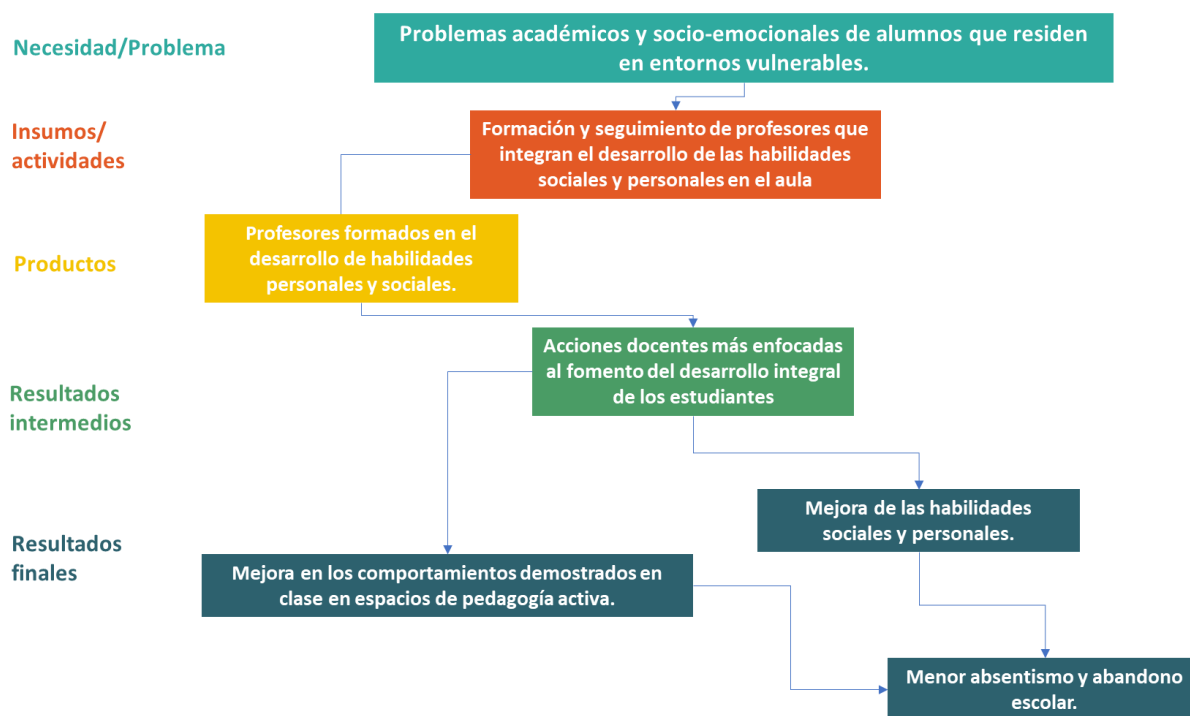 Necesidad/Problema
Problemas académicos y socio-emocionales de alumnos que residen
en entornos vulnerables.
Insumos/
actividades
Formación y seguimiento de profesores que
integran el desarrollo de las habilidades
sociales y personales en el aula
Productos
Profesores formados en el
desarrollo de habilidades
personales y sociales.
Resultados
intermedios
Acciones docentes más enfocadas
al fomento del desarrollo integral
de los estudiantes
Resultados
finales
Mejora de las habilidades
sociales y personales.
Mejora en los comportamientos demostrados en
clase en espacios de pedagogía activa.
Menor absentismo y abandono
escolar.